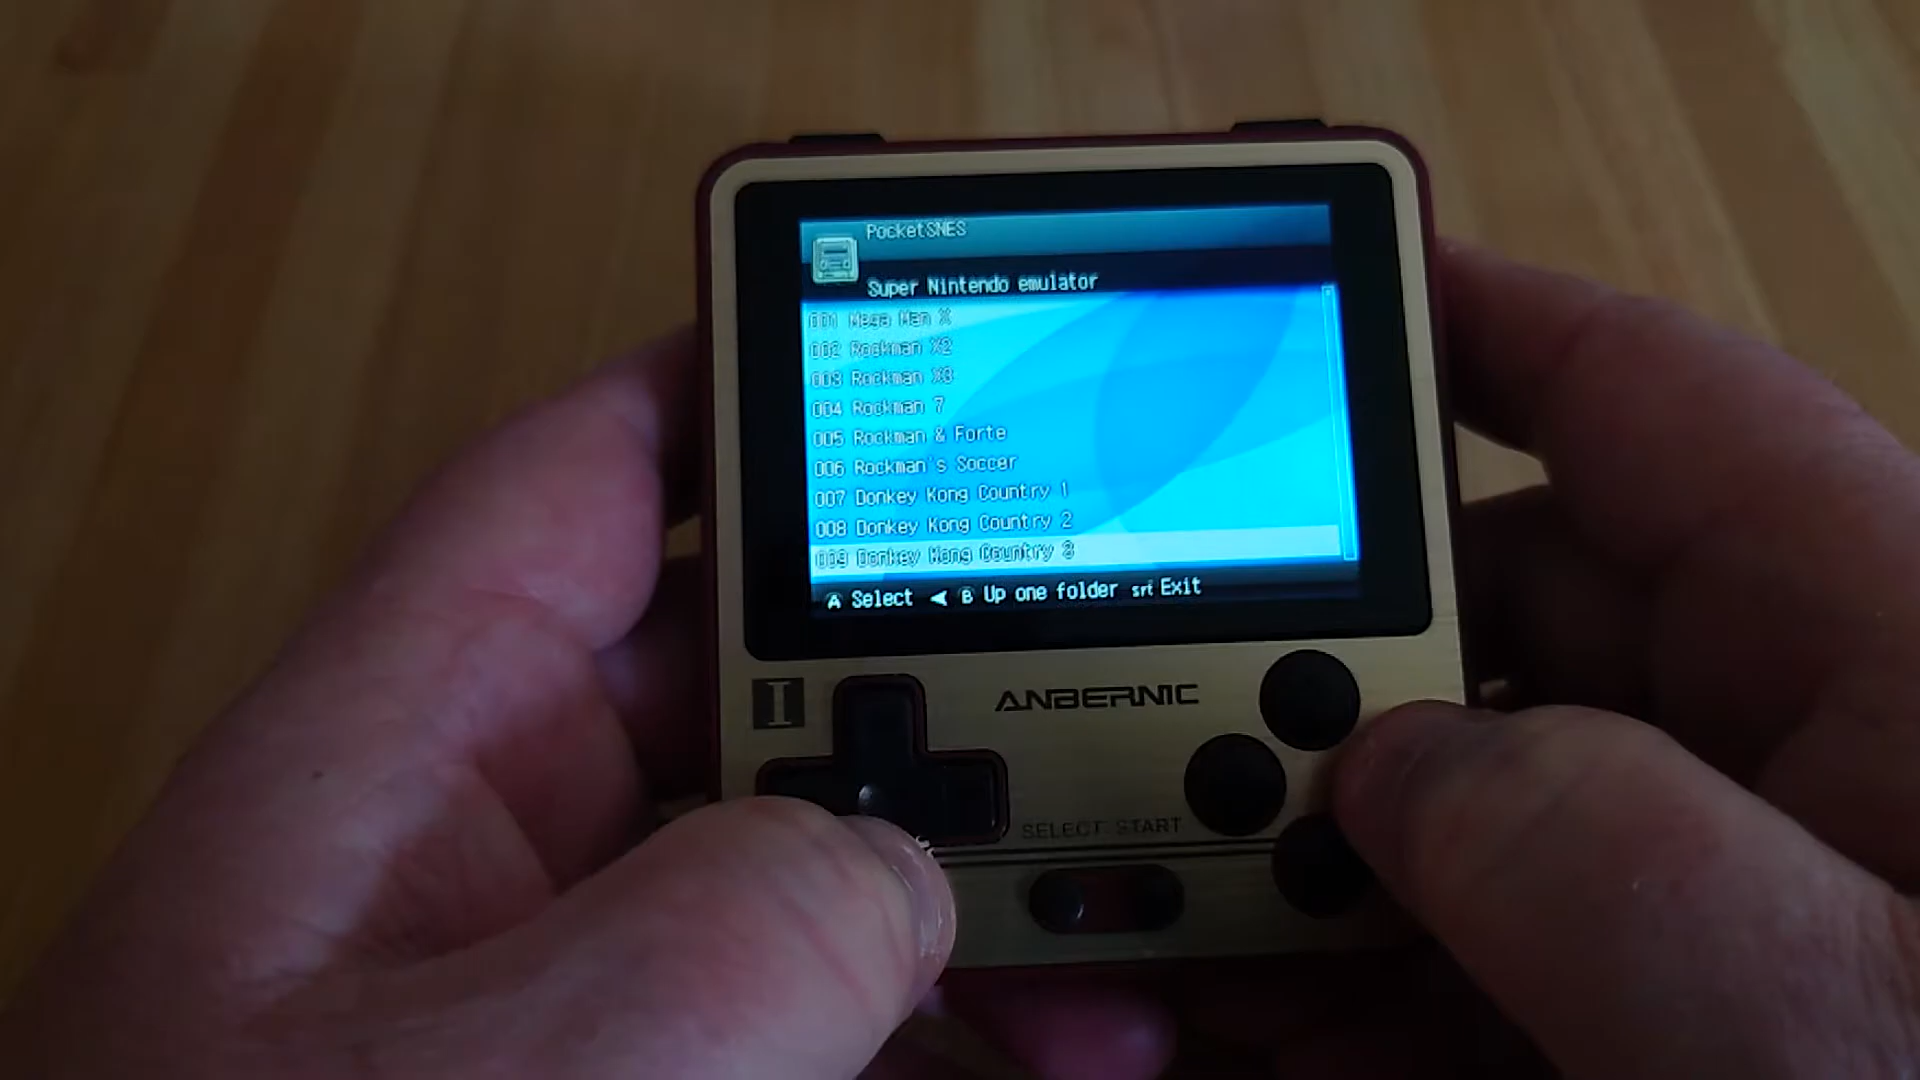 PocketSNES
Super Nintendo emulator
001 Mega Man X
002 Rockman X2
003 Rockman X3
004 Rockman 7
005 Rockman & Forte
006 Rockman's Soccer
007 Donkey Kong Country 1
008 Donkey Kong Country 2
009 Donkey Kong Country 3
A Select B Up one folder srt Exit
I ANBERNIC
SELECT START